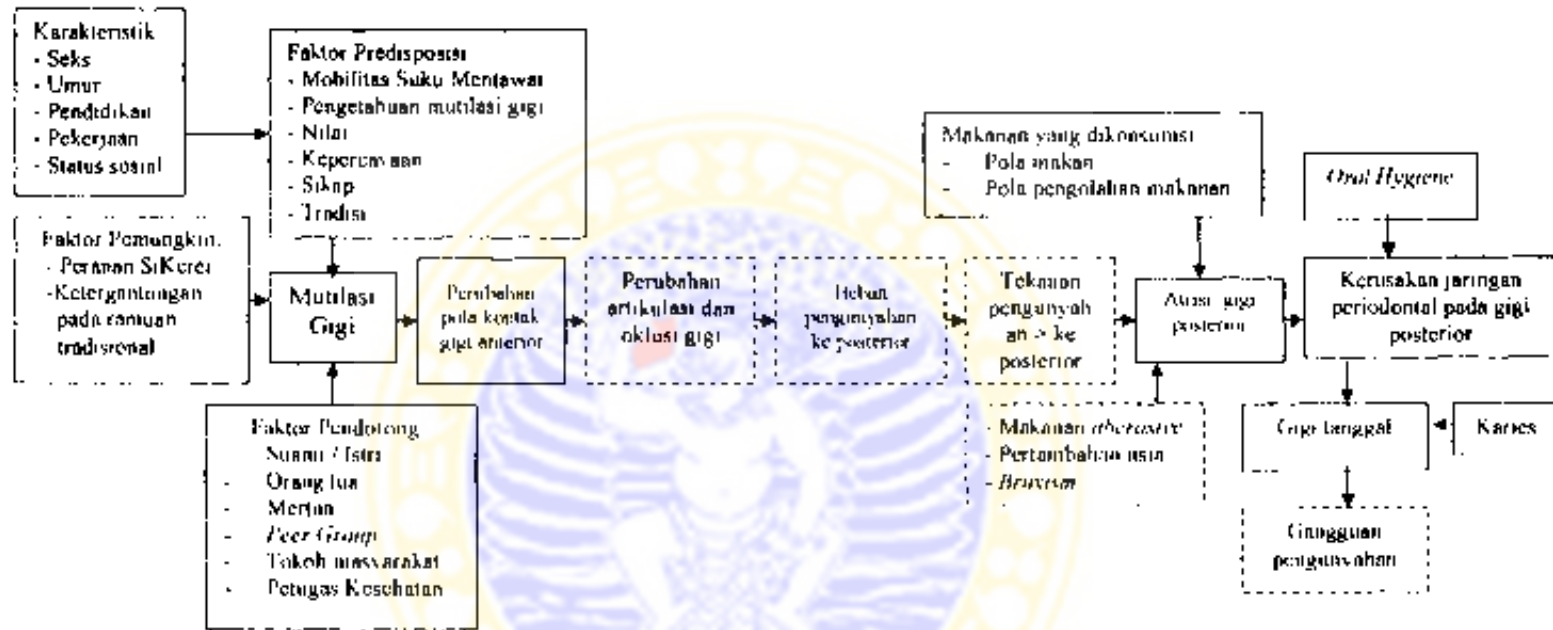 Karakteristik
- Seks
- Umur
- Pendidikan
- Pekerjaan
- Status sosial
Faktor Predisposisi
- Mobilitas Suku Mentawai
- Pengetahuan mutilasi gigi
- Nilai
- Kepercayaan
- Sikap
- Tradisi
Makanan yang dikonsumsi
- Pola makan
- Pola pengolahan makanan
Oral Hygiene
Faktor Pemungkin
- Peranan SiKerei
-Ketergantungan
pada ramuan
tradisional
Mutilasi
Gigi
Perubahan
pola kontak
gigi anterior
Perubahan
artikulasi dan
oklusi gigi
Beban
pengunyahan
ke posterior
Tekanan
pengunyah
an > ke
posterior
Atrisi gigi
posterior
Kerusakan jaringan
periodontal pada gigi
posterior
Faktor Pendorong
- Suami / Istri
- Orang tua
- Mertua
- Peer Group
- Tokoh masyarakat
- Petugas Kesehatan
- Makanan
- Pertambahan usia
- Bruxism
Gigi tanggal
Karies
Gangguan
pengunyahan